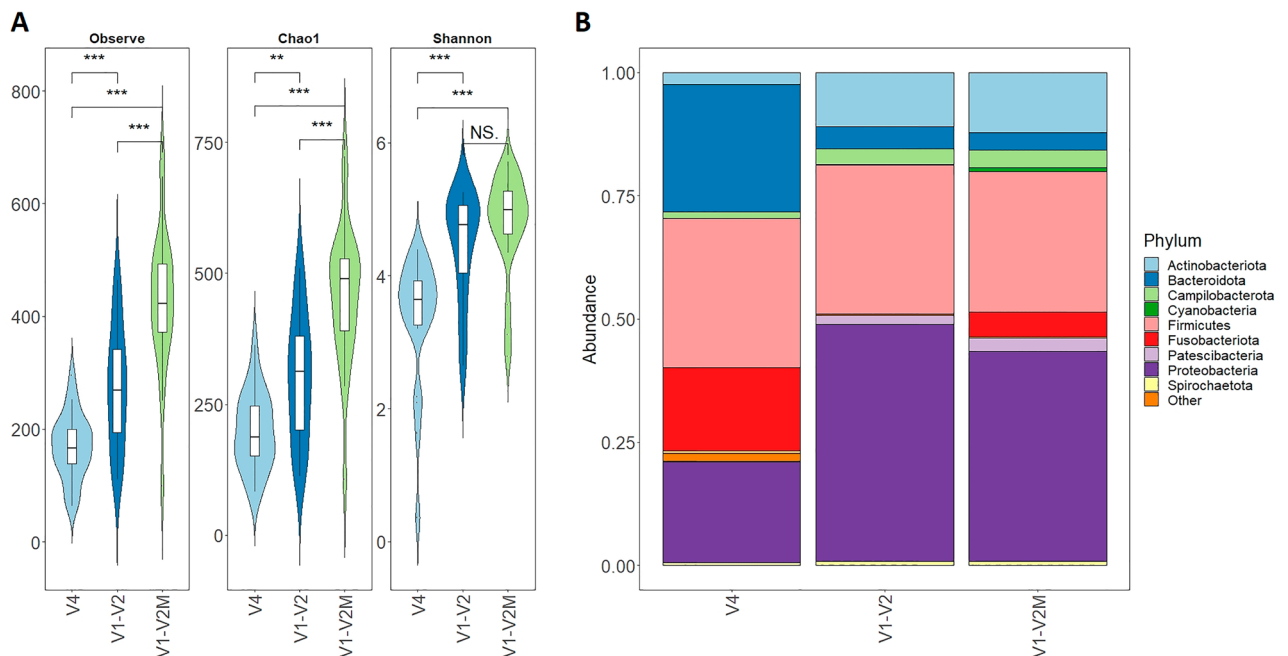 A
Observe
800
600
400
200
0
***
***
***
V4
V1-V2
V1-V2M
Chao1
750
500
250
0
**
***
***
V4
V1-V2
V1-V2M
Shannon
6
4
2
0
***
***
NS.
V4
V1-V2
V1-V2M
B
Abundance
1.00
0.75
0.50
0.25
0.00
V4
V1-V2
V1-V2M
Phylum
Actinobacteriota
Bacteroidota
Campilobacterota
Cyanobacteria
Firmicutes
Fusobacteriota
Patescibacteria
Proteobacteria
Spirochaetota
Other